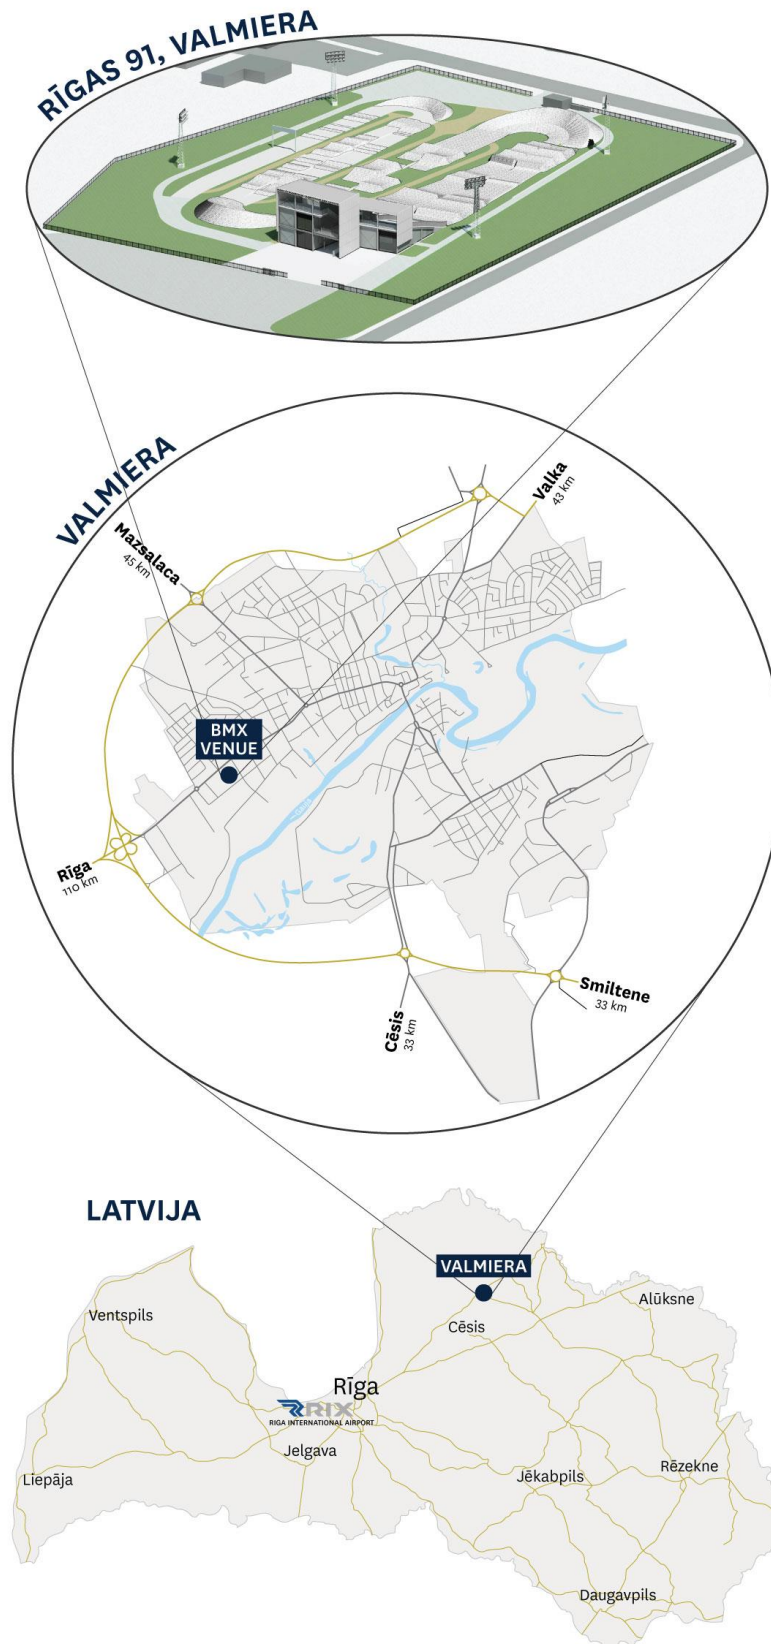 RĪGAS 91, VALMIERA
VALMIERA
Valka
43 km
Mazsalaca
45 km
BMX
VENUE
Rīga
110 km
Smiltene
33 km
Cēsis
33 km
LATVIJA
VALMIERA
Ventspils
Alūksne
Cēsis
Rīga
RIX
RIGA INTERNATIONAL AIRPORT
Jelgava
Liepāja
Jēkabpils
Rēzekne
Daugavpils